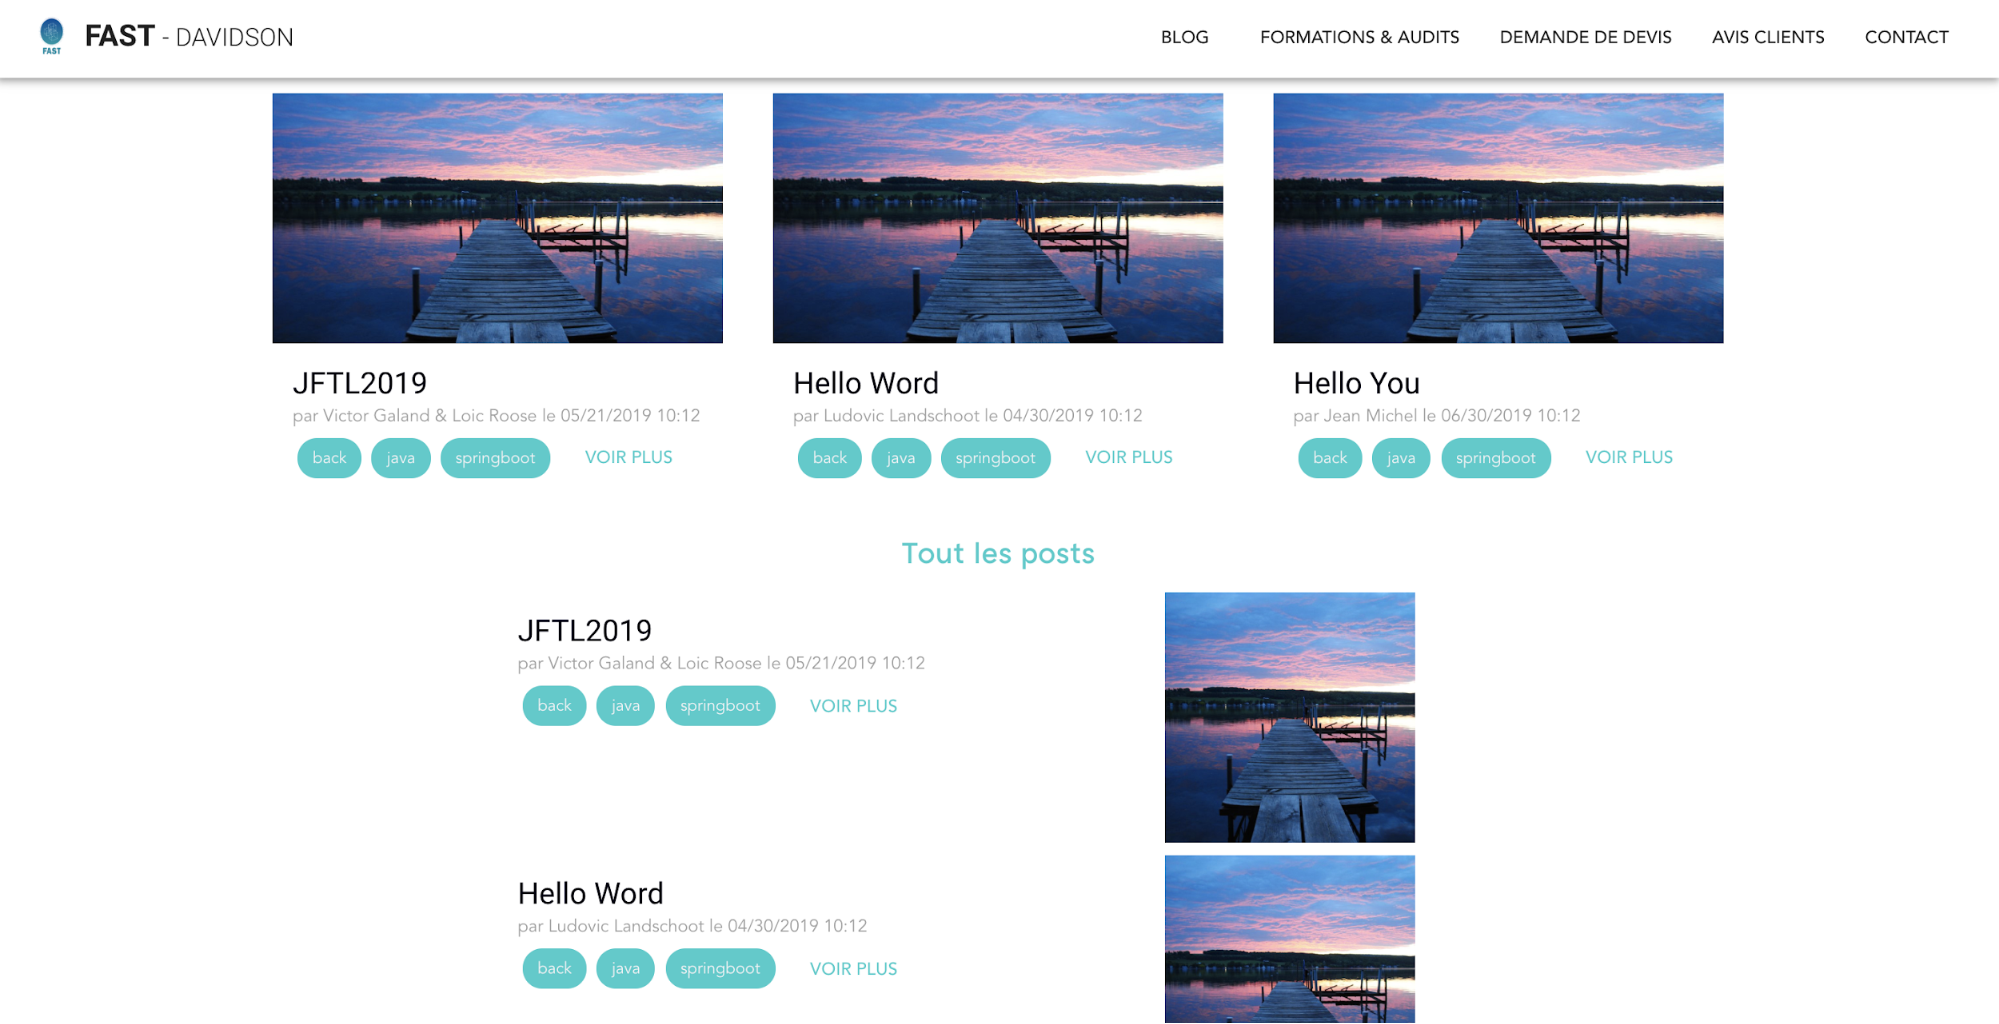 FAST
FAST - DAVIDSON
BLOG
FORMATIONS & AUDITS
DEMANDE DE DEVIS
AVIS CLIENTS
CONTACT
JFTL2019
par Victor Galand & Loic Roose le 05/21/2019 10:12
back java springboot VOIR PLUS
Hello Word
par Ludovic Landschoot le 04/30/2019 10:12
back java springboot VOIR PLUS
Hello You
par Jean Michel le 06/30/2019 10:12
back java springboot VOIR PLUS
Tout les posts
JFTL2019
par Victor Galand & Loic Roose le 05/21/2019 10:12
back java springboot VOIR PLUS
Hello Word
par Ludovic Landschoot le 04/30/2019 10:12
back java springboot VOIR PLUS